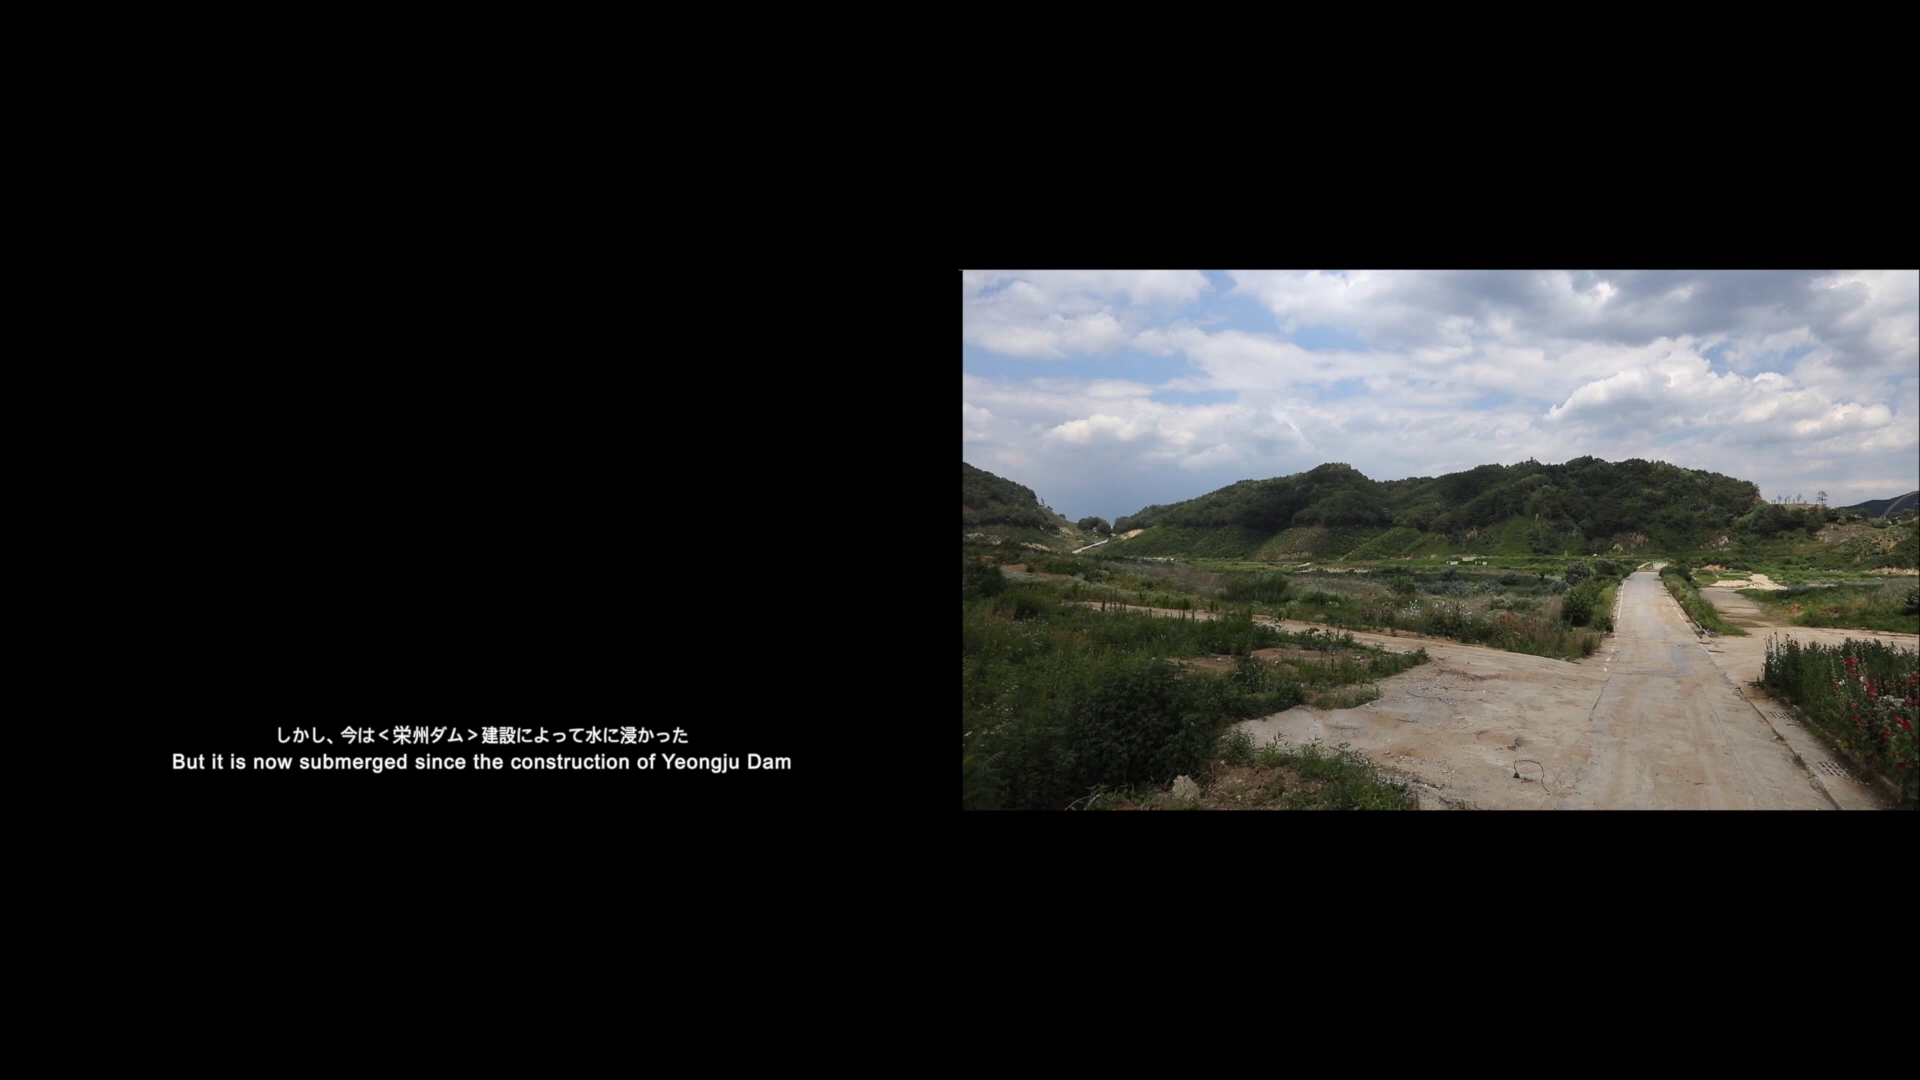 しかし、今は＜栄州ダム＞建設によって水に浸かった
But it is now submerged since the construction of Yeongju Dam